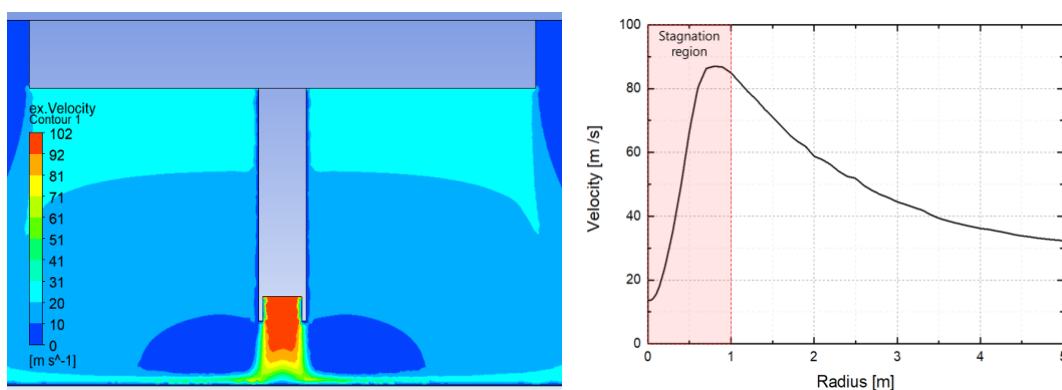 ex.Velocity
Contour 1
102
92
82
71
61
51
41
31
20
10
0
[m s^-1]
100
80
60
40
20
0
Velocity [m /s]
Stagnation
region
0 1 2 3 4 5
Radius [m]